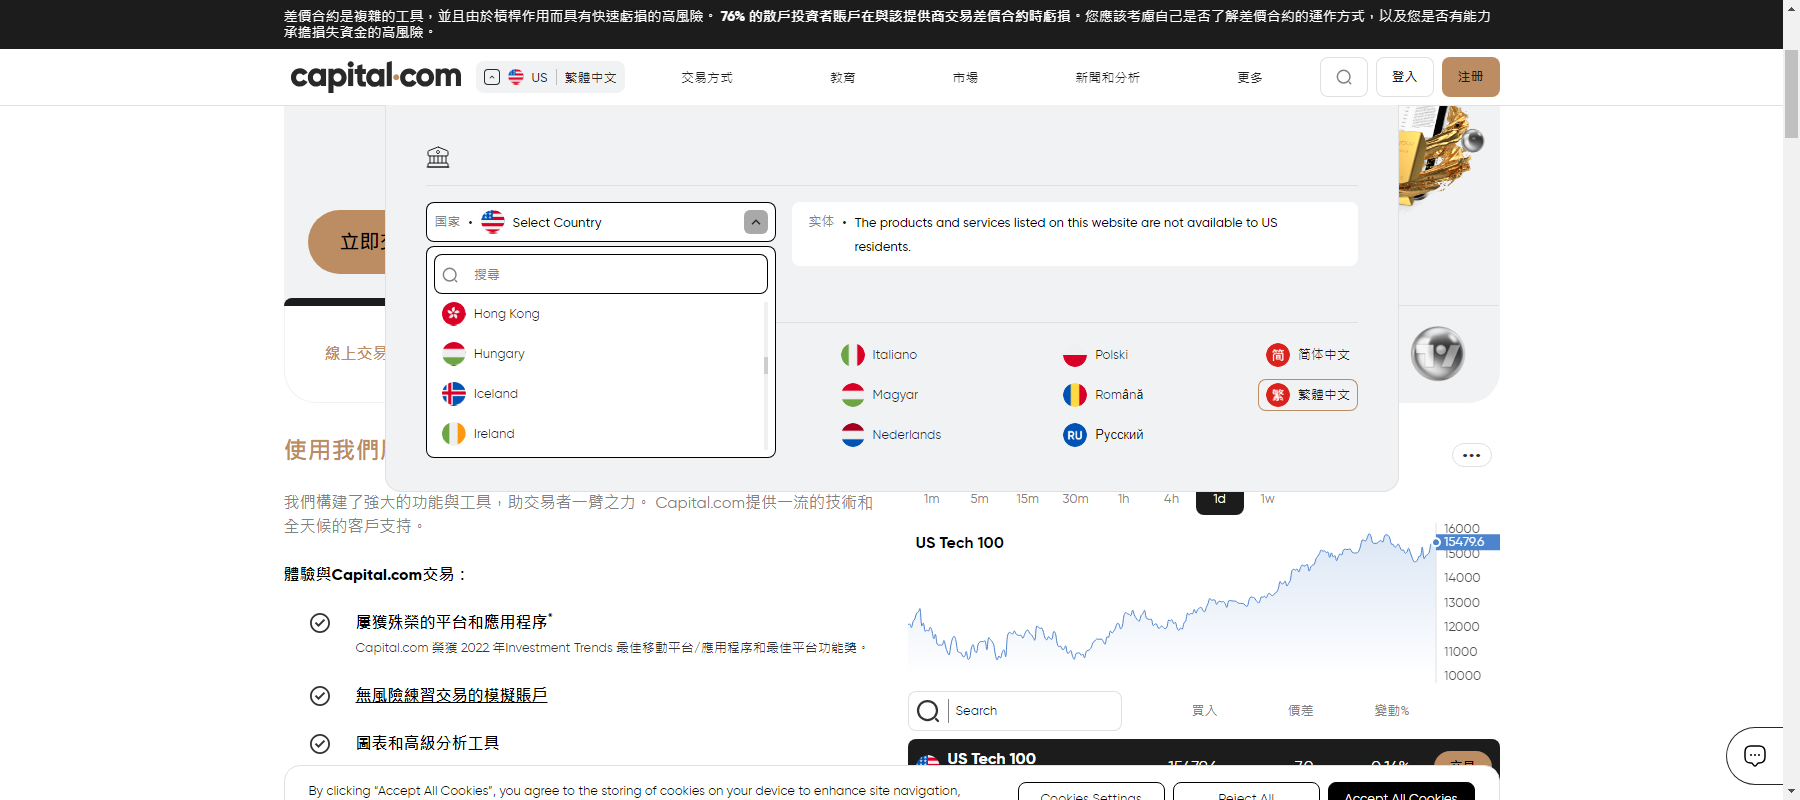 差價合約是複雜的工具，並且由於槓桿作用而具有快速虧損的高風險。 76% 的散戶投資者賬戶在與該提供商交易差價合約時虧損。您應該考慮自己是否了解差價合約的運作方式，以及您是否有能力
承擔損失資金的高風險。
capital.com US 繁體中文 交易方式 教育 市場 新聞和分析 更多 登入 注册
国家 • Select Country
实体 • The products and services listed on this website are not available to US
residents.
立即
搜尋
Hong Kong
Hungary
Iceland
Ireland
Italiano
Magyar
Nederlands
Polski
Română
RU Русский
简 简体中文
繁 繁體中文
線上交易
使用我們
我們構建了強大的功能與工具，助交易者一臂之力。 Capital.com提供一流的技術和
全天候的客戶支持。
體驗與Capital.com交易：
屢獲殊榮的平台和應用程序*
Capital.com 榮獲 2022 年Investment Trends 最佳移動平台/應用程序和最佳平台功能獎。
無風險練習交易的模擬賬戶
圖表和高級分析工具
1m 5m 15m 30m 1h 4h 1d 1w
US Tech 100
16000
15479.6
15000
14000
13000
12000
11000
10000
Search 買入 價差 變動%
US Tech 100
By clicking “Accept All Cookies”, you agree to the storing of cookies on your device to enhance site navigation,
Cookies Settings Reject All Accept All Cookies